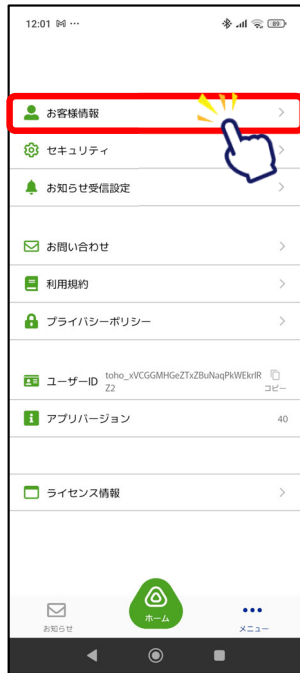 12:01
89
お客様情報
セキュリティ
お知らせ受信設定
お問い合わせ
利用規約
プライバシーポリシー
ユーザーID toho_xVCGGMHGeZTxZBuNaqPkWEkrIR
Z2
コピー
アプリバージョン 40
ライセンス情報
お知らせ
ホーム
メニュー